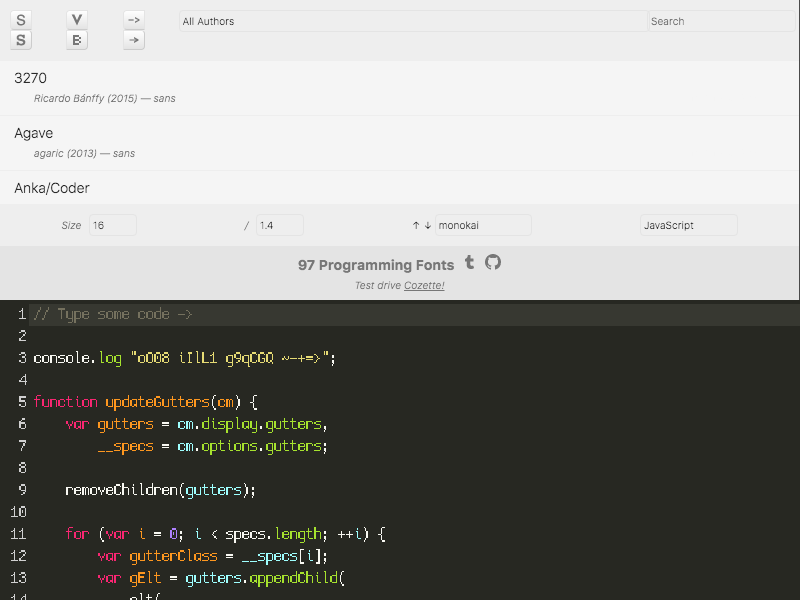 S V -> All Authors Search
S B ->
3270
Ricardo Bánffy (2015) — sans
Agave
agaric (2013) — sans
Anka/Coder
Size 16 / 1.4 ↑ ↓ monokai JavaScript
97 Programming Fonts
Test drive Cozette!
1 // Type some code ->
2
3 console.log "oO08 iIlL1 g9qCGQ ~-+=>";
4
5 function updateGutters(cm) {
6 var gutters = cm.display.gutters,
7 __specs = cm.options.gutters;
8
9 removeChildren(gutters);
10
11 for (var i = 0; i < specs.length; ++i) {
12 var gutterClass = __specs[i];
13 var gElt = gutters.appendChild(
14 elt(